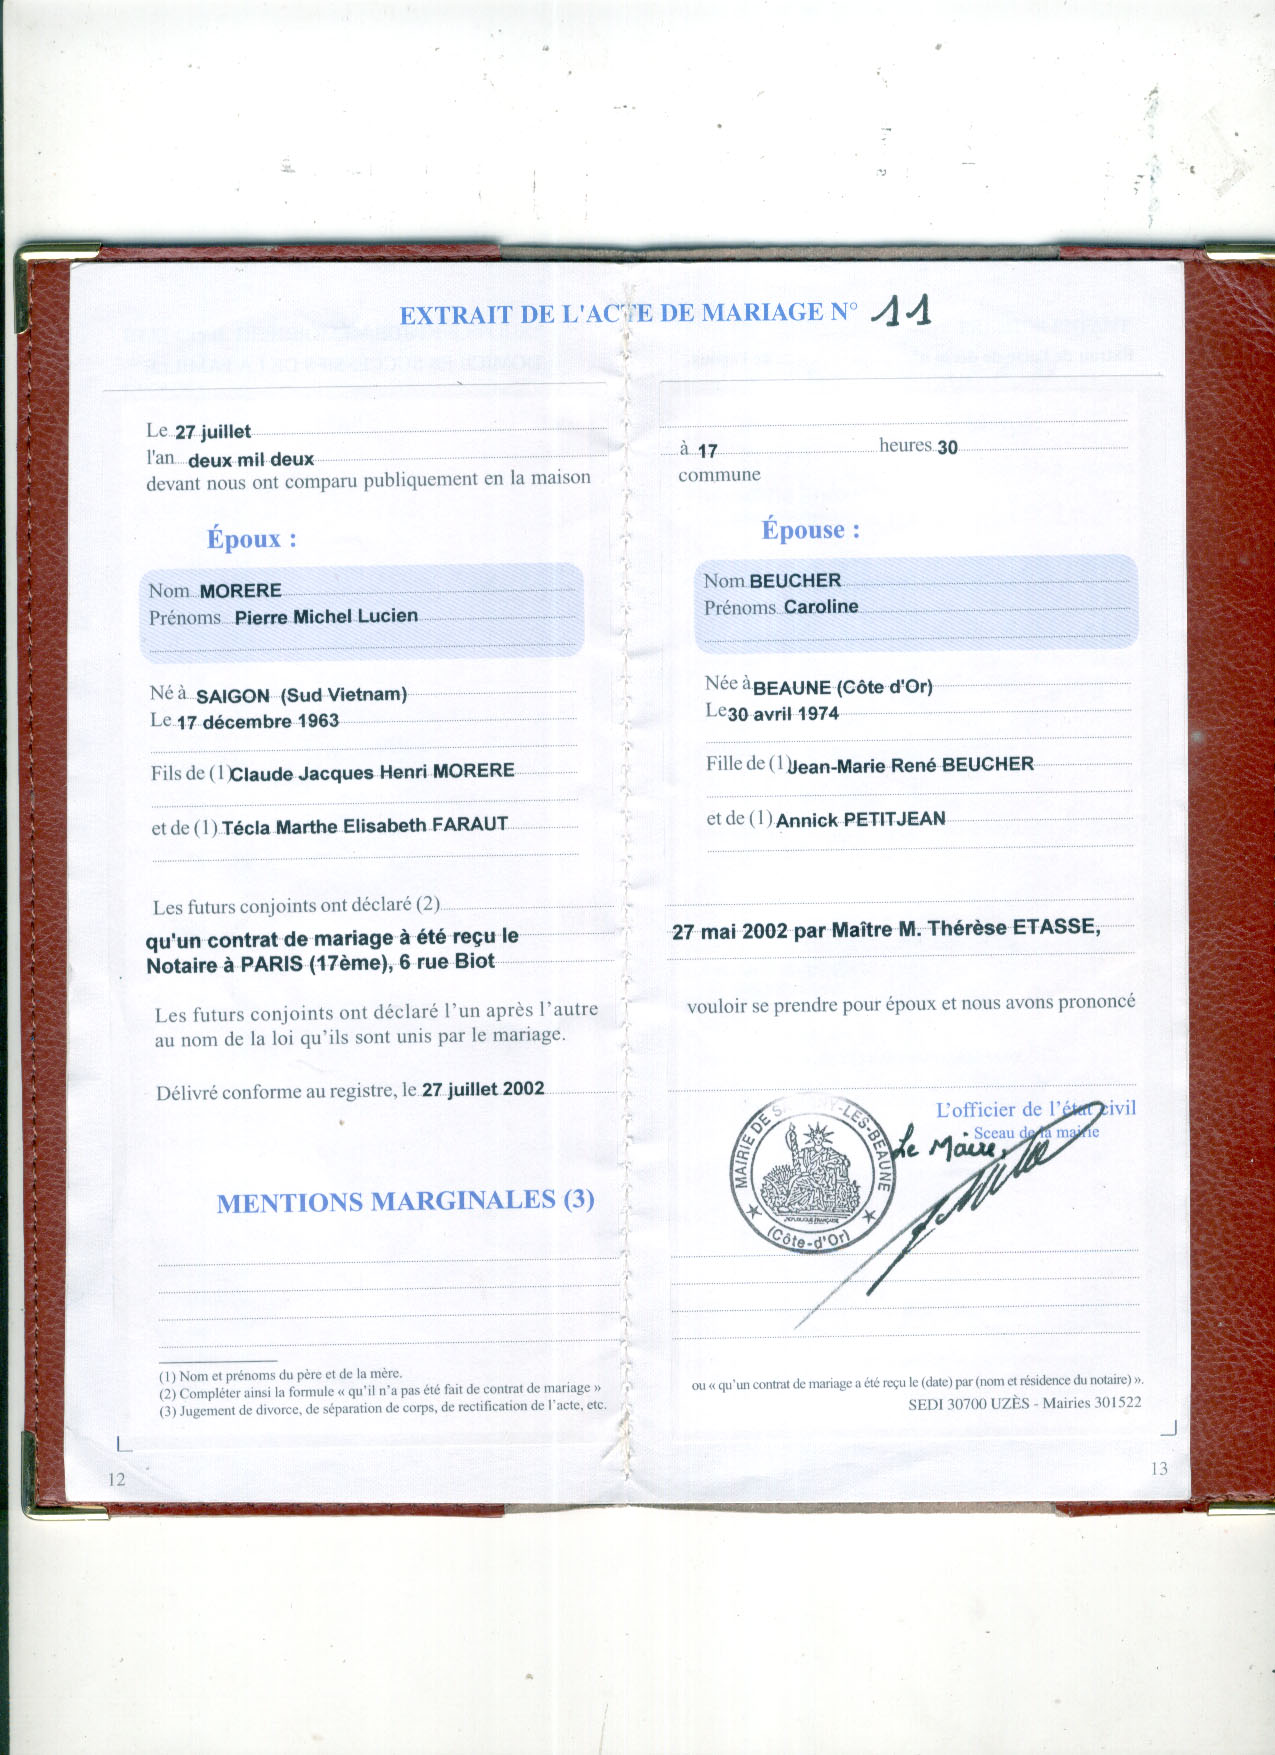 EXTRAIT DE L'ACTE DE MARIAGE N° 11
Le 27 juillet
l'an deux mil deux
à 17 heures 30
devant nous ont comparu publiquement en la maison
commune
Époux :
Nom MORERE
Prénoms Pierre Michel Lucien
Né à SAIGON (Sud Vietnam)
Le 17 décembre 1963
Fils de (1) Claude Jacques Henri MORERE
et de (1) Técla Marthe Elisabeth FARAUT
Épouse :
Nom BEUCHER
Prénoms Caroline
Née à BEAUNE (Côte d'Or)
Le 30 avril 1974
Fille de (1) Jean-Marie René BEUCHER
et de (1) Annick PETITJEAN
Les futurs conjoints ont déclaré (2)
qu'un contrat de mariage à été reçu le 27 mai 2002 par Maître M. Thérèse ETASSE,
Notaire à PARIS (17ème), 6 rue Biot
Les futurs conjoints ont déclaré l'un après l'autre vouloir se prendre pour époux et nous avons prononcé
au nom de la loi qu'ils sont unis par le mariage.
Délivré conforme au registre, le 27 juillet 2002
L'officier de l'état civil
Sceau de la mairie
Le Maire,
MAIRIE DE LES-BEAUNE
RÉPUBLIQUE FRANÇAISE
(Côte-d'Or)
MENTIONS MARGINALES (3)
(1) Nom et prénoms du père et de la mère.
(2) Compléter ainsi la formule « qu'il n'a pas été fait de contrat de mariage » ou « qu'un contrat de mariage a été reçu le (date) par (nom et résidence du notaire) ».
(3) Jugement de divorce, de séparation de corps, de rectification de l'acte, etc.
SEDI 30700 UZÈS - Mairies 301522
12
13